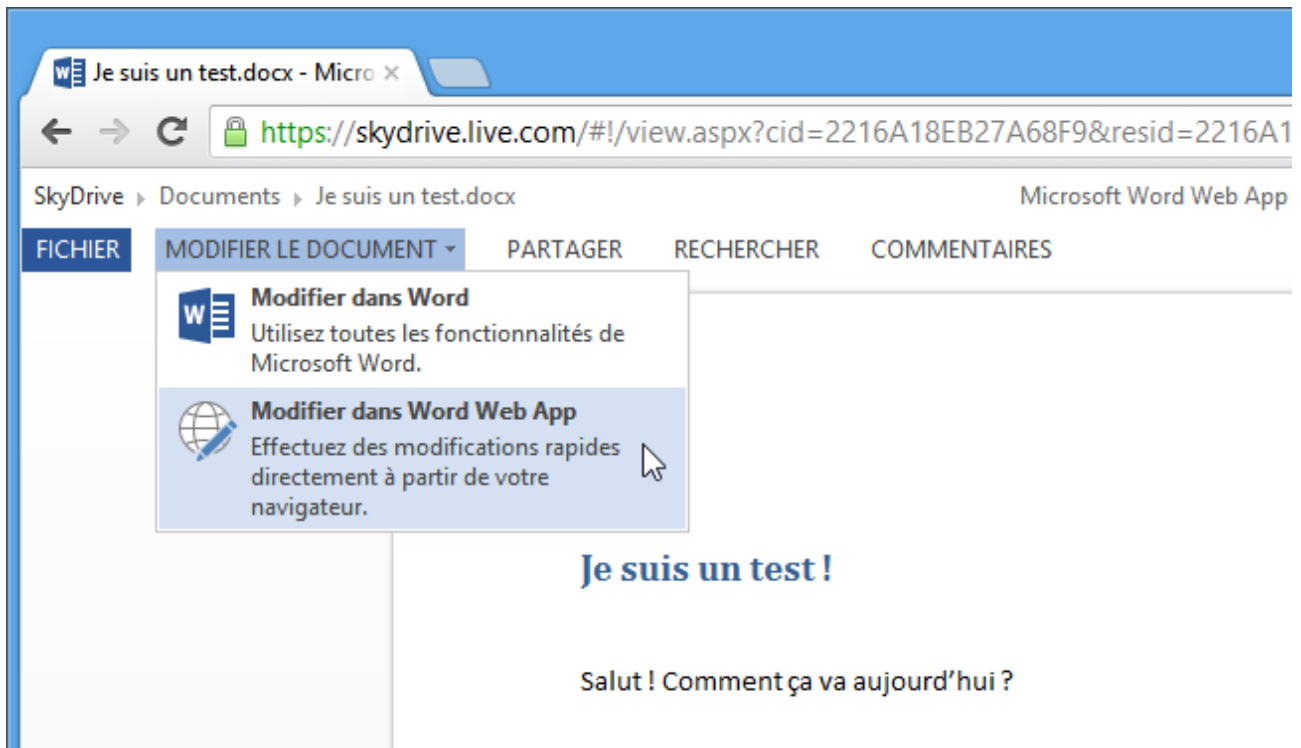 Je suis un test.docx - Micro
https://skydrive.live.com/#!/view.aspx?cid=2216A18EB27A68F9&resid=2216A1
SkyDrive Documents Je suis un test.docx Microsoft Word Web App
FICHIER MODIFIER LE DOCUMENT PARTAGER RECHERCHER COMMENTAIRES
Modifier dans Word
Utilisez toutes les fonctionnalités de
Microsoft Word.
Modifier dans Word Web App
Effectuez des modifications rapides
directement à partir de votre
navigateur.
Je suis un test !
Salut ! Comment ça va aujourd’hui ?